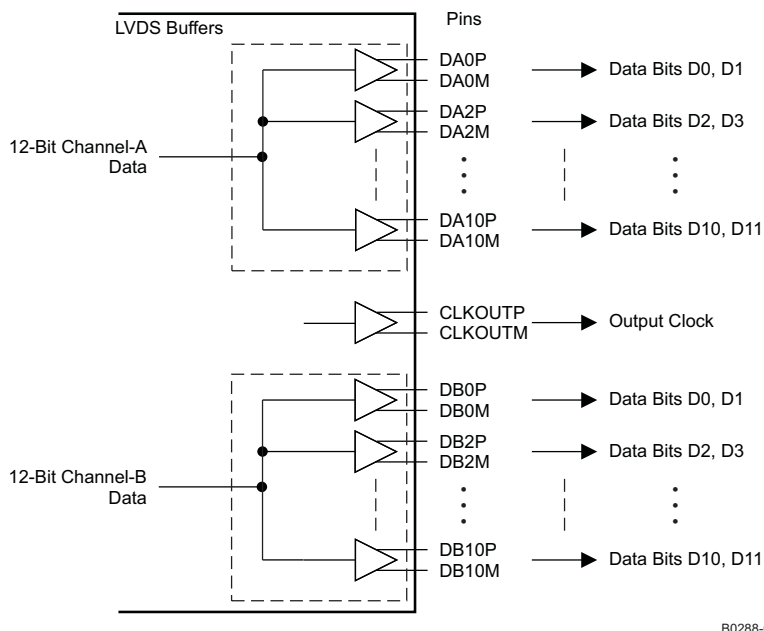 LVDS Buffers
Pins
12-Bit Channel-A
Data
DA0P
DA0M
Data Bits D0, D1
DA2P
DA2M
Data Bits D2, D3
DA10P
DA10M
Data Bits D10, D11
CLKOUTP
CLKOUTM
Output Clock
12-Bit Channel-B
Data
DB0P
DB0M
Data Bits D0, D1
DB2P
DB2M
Data Bits D2, D3
DB10P
DB10M
Data Bits D10, D11